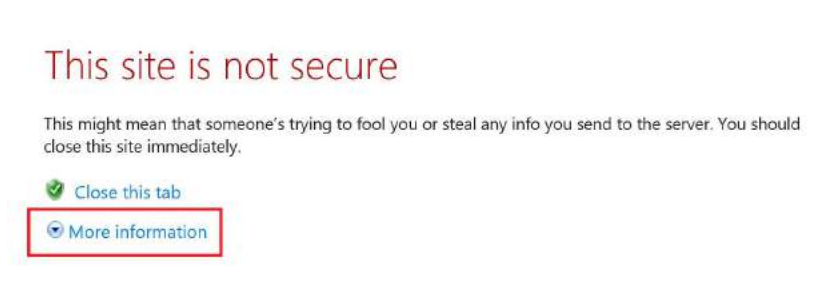 This site is not secure
This might mean that someone's trying to fool you or steal any info you send to the server. You should
close this site immediately.
Close this tab
More information